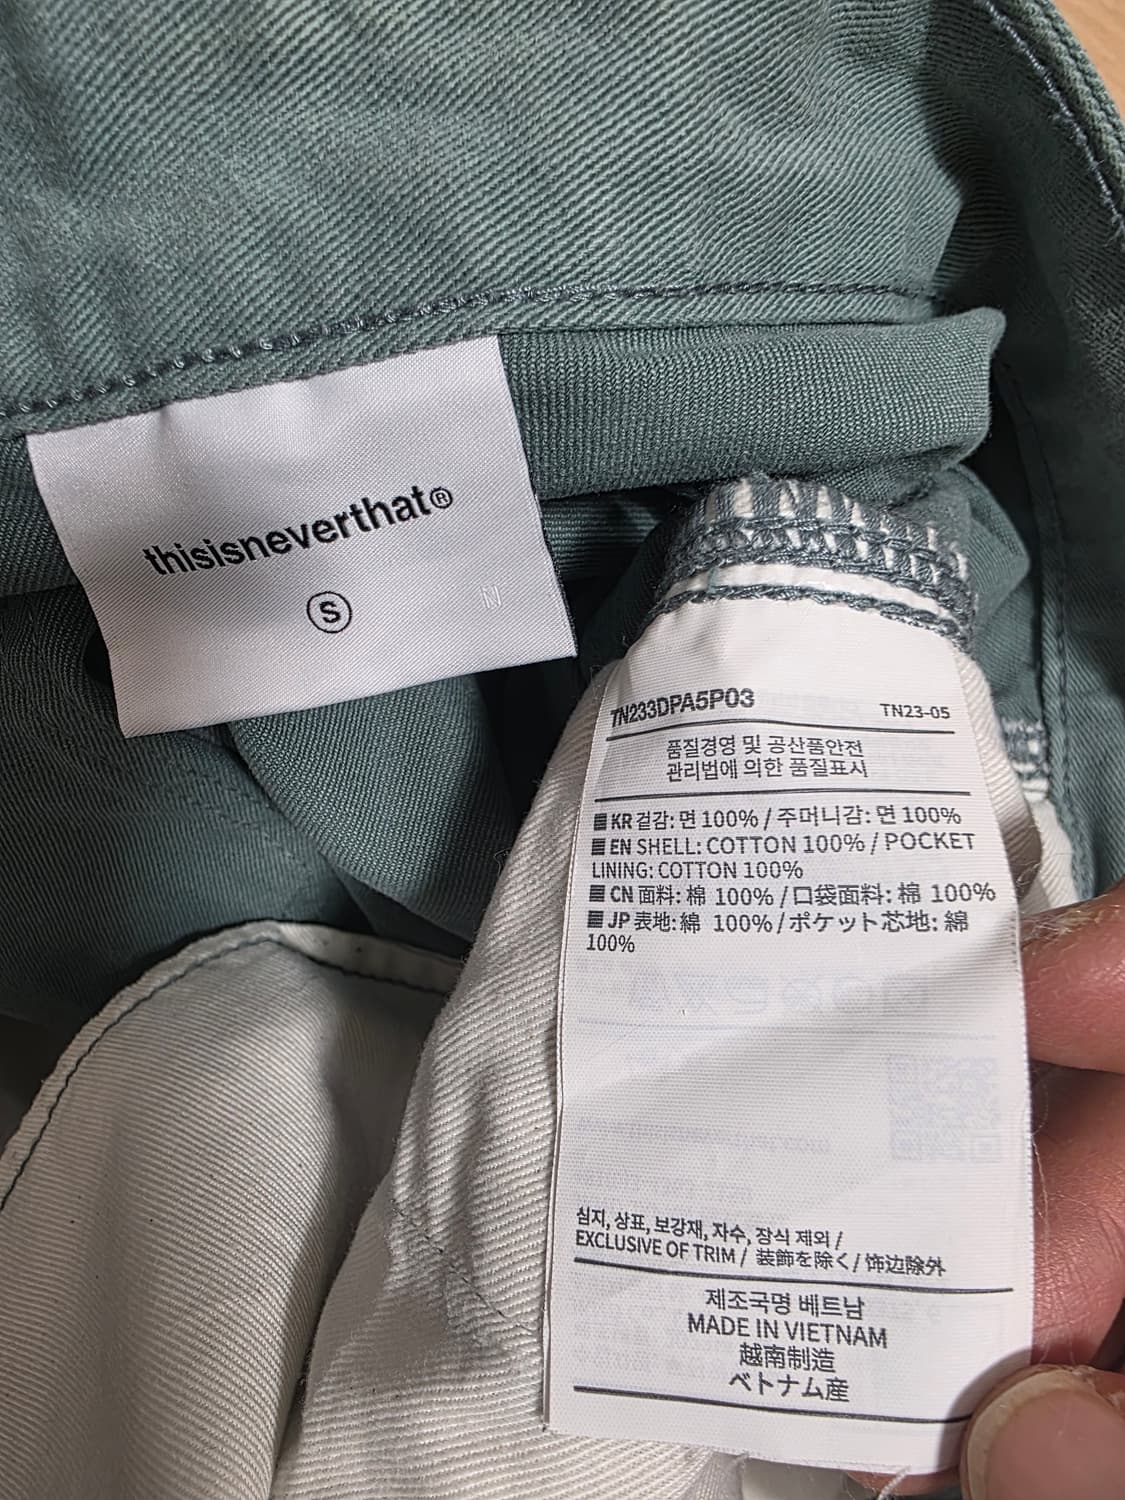 thisisneverthat®
S
TN233DPA5P03 TN23-05
품질경영 및 공산품안전
관리법에 의한 품질표시
KR 겉감: 면 100% / 주머니감: 면 100%
EN SHELL: COTTON 100% / POCKET
LINING: COTTON 100%
CN 面料: 棉 100% / 口袋面料: 棉 100%
JP 表地: 綿 100% / ポケット芯地: 綿
100%
심지, 상표, 보강재, 자수, 장식 제외 /
EXCLUSIVE OF TRIM / 装飾を除く / 饰边除外
제조국명 베트남
MADE IN VIETNAM
越南制造
ベトナム産